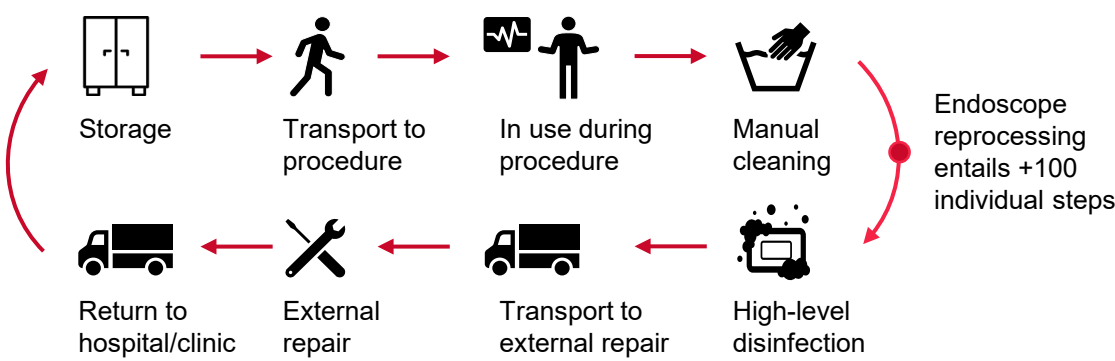 Storage
Transport to
procedure
In use during
procedure
Manual
cleaning
Endoscope
reprocessing
entails +100
individual steps
Return to
hospital/clinic
External
repair
Transport to
external repair
High-level
disinfection